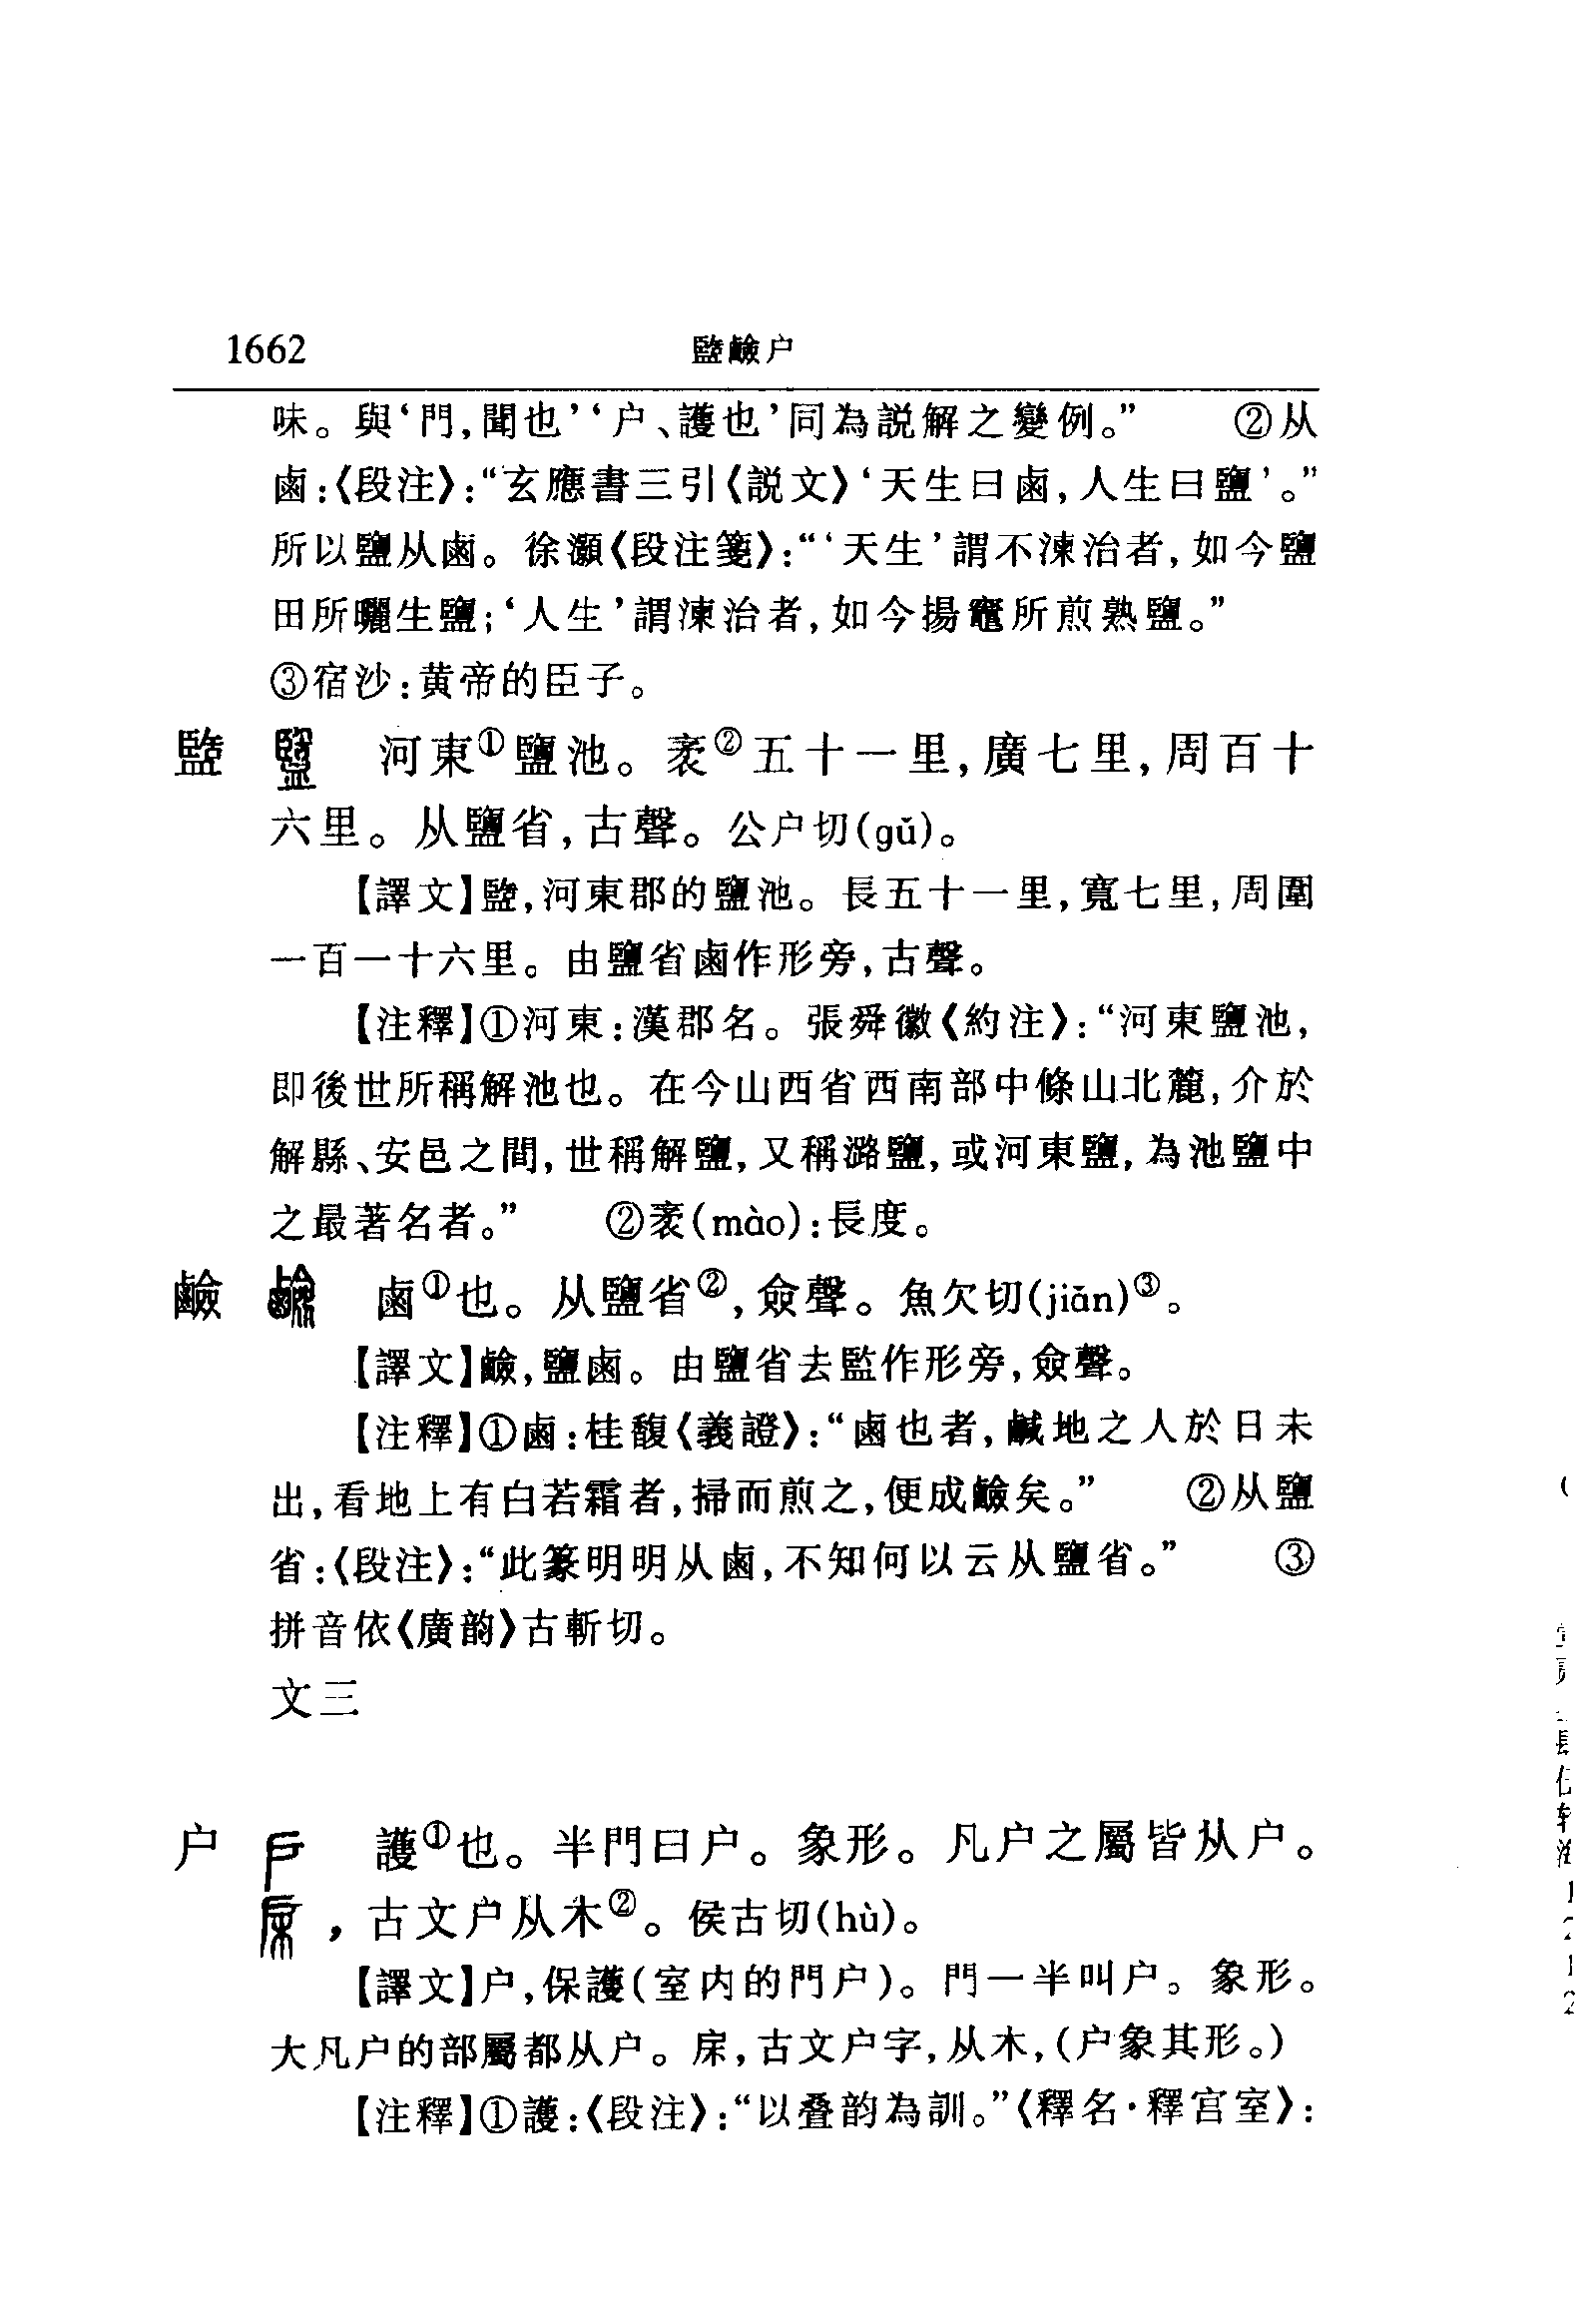 1662 盬鹼户
味。與‘門,聞也’‘户、護也’同為説解之變例。” ②从
鹵:《段注》:“玄應書三引《説文》‘天生曰鹵,人生曰鹽’。”
所以鹽从鹵。徐灝《段注箋》:“‘天生’謂不湅治者,如今鹽
田所曬生鹽;‘人生’謂湅治者,如今揚竈所煎熟鹽。”
③宿沙:黄帝的臣子。
盬 河東①鹽池。袤②五十一里,廣七里,周百十
六里。从鹽省,古聲。公户切(gǔ)。
【譯文】盬,河東郡的鹽池。長五十一里,寬七里,周圍
一百一十六里。由鹽省鹵作形旁,古聲。
【注釋】①河東:漢郡名。張舜徽《約注》:“河東鹽池,
即後世所稱解池也。在今山西省西南部中條山北麓,介於
解縣、安邑之間,世稱解鹽,又稱潞鹽,或河東鹽,為池鹽中
之最著名者。” ②袤(mào):長度。
鹼 鹵①也。从鹽省②,僉聲。魚欠切(jiǎn)③。
【譯文】鹼,鹽鹵。由鹽省去監作形旁,僉聲。
【注釋】①鹵:桂馥《義證》:“鹵也者,鹹地之人於日未
出,看地上有白若霜者,掃而煎之,便成鹼矣。” ②从鹽
省:《段注》:“此篆明明从鹵,不知何以云从鹽省。” ③
拼音依《廣韵》古斬切。
文三
户 護①也。半門曰户。象形。凡户之屬皆从户。
,古文户从木②。侯古切(hù)。
【譯文】户,保護(室内的門户)。門一半叫户。象形。
大凡户的部屬都从户。㦿,古文户字,从木,(户象其形。)
【注釋】①護:《段注》:“以叠韵為訓。”《釋名·釋宫室》: